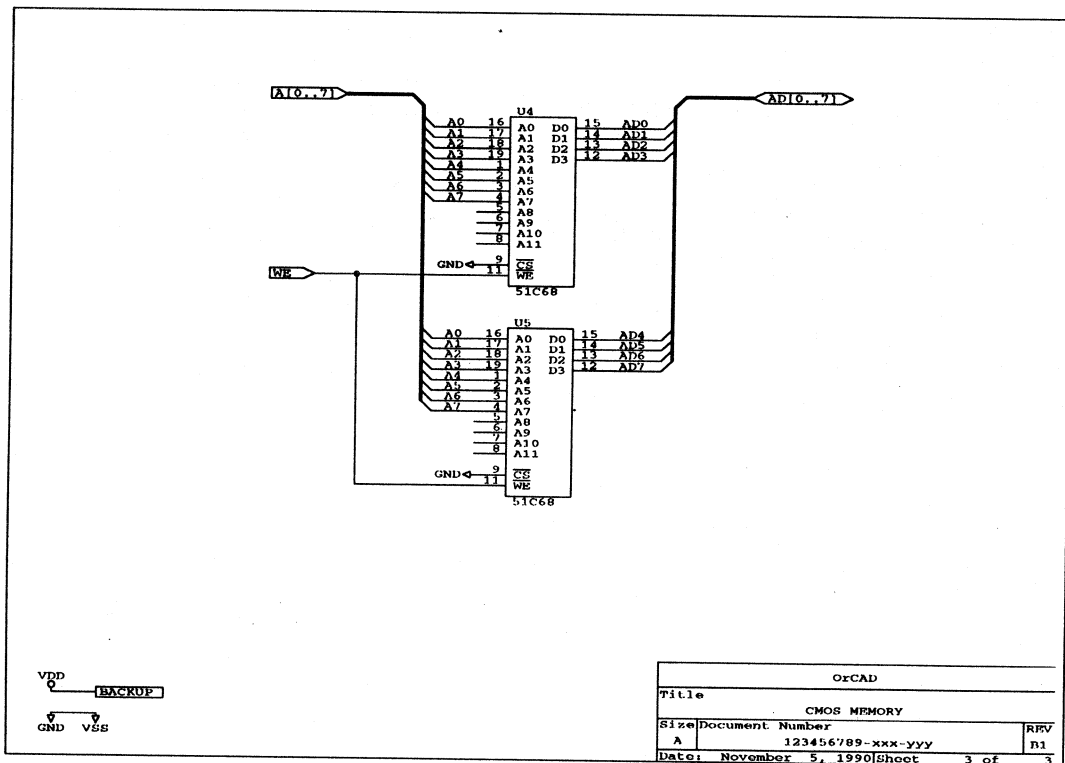 A[0..7]
AD[0..7]
U4
A0 16 A0 D0 15 AD0
A1 17 A1 D1 14 AD1
A2 18 A2 D2 13 AD2
A3 19 A3 D3 12 AD3
A4 1 A4
A5 2 A5
A6 3 A6
A7 4 A7
5 A8
6 A9
7 A10
8 A11
GND 9 CS
WE 11 WE
51C68
U5
A0 16 A0 D0 15 AD4
A1 17 A1 D1 14 AD5
A2 18 A2 D2 13 AD6
A3 19 A3 D3 12 AD7
A4 1 A4
A5 2 A5
A6 3 A6
A7 4 A7
5 A8
6 A9
7 A10
8 A11
GND 9 CS
11 WE
51C68
VDD
BACKUP
GND VSS
OrCAD
Title
CMOS MEMORY
Size Document Number REV
A 123456789-xxx-yyy B1
Date: November 5, 1990 Sheet 3 of 3